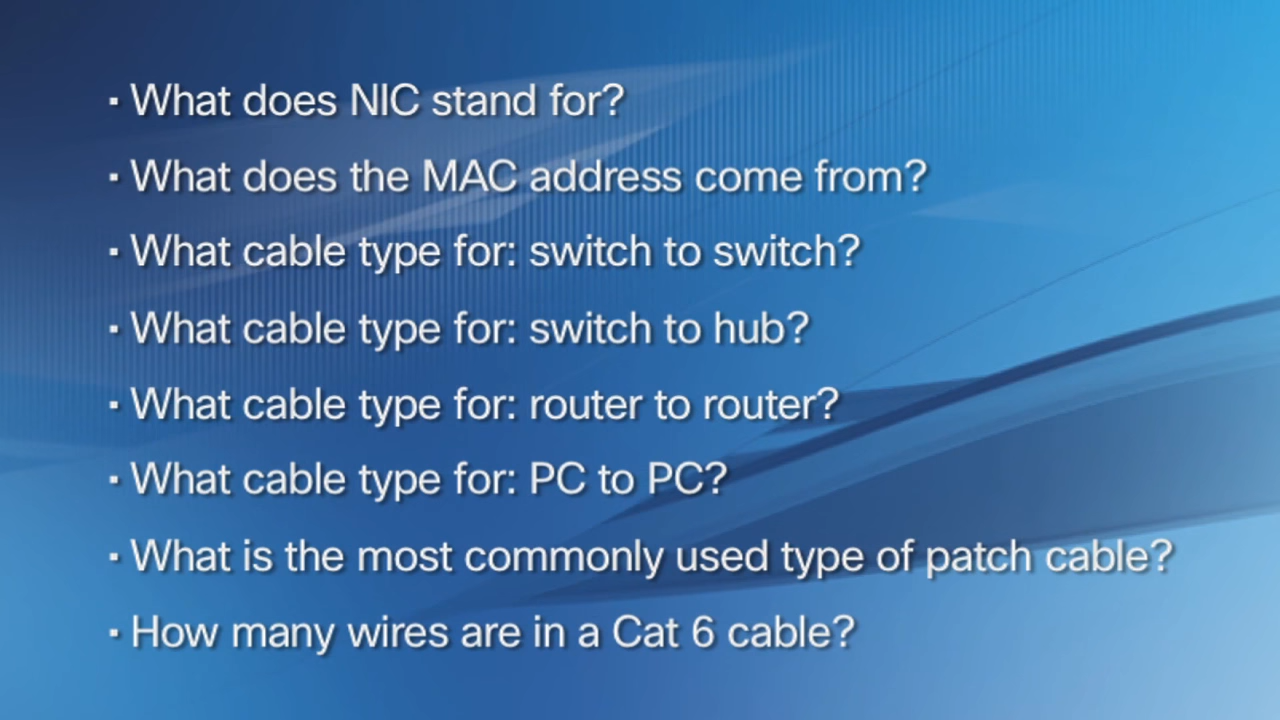 ▪ What does NIC stand for?
▪ What does the MAC address come from?
▪ What cable type for: switch to switch?
▪ What cable type for: switch to hub?
▪ What cable type for: router to router?
▪ What cable type for: PC to PC?
▪ What is the most commonly used type of patch cable?
▪ How many wires are in a Cat 6 cable?